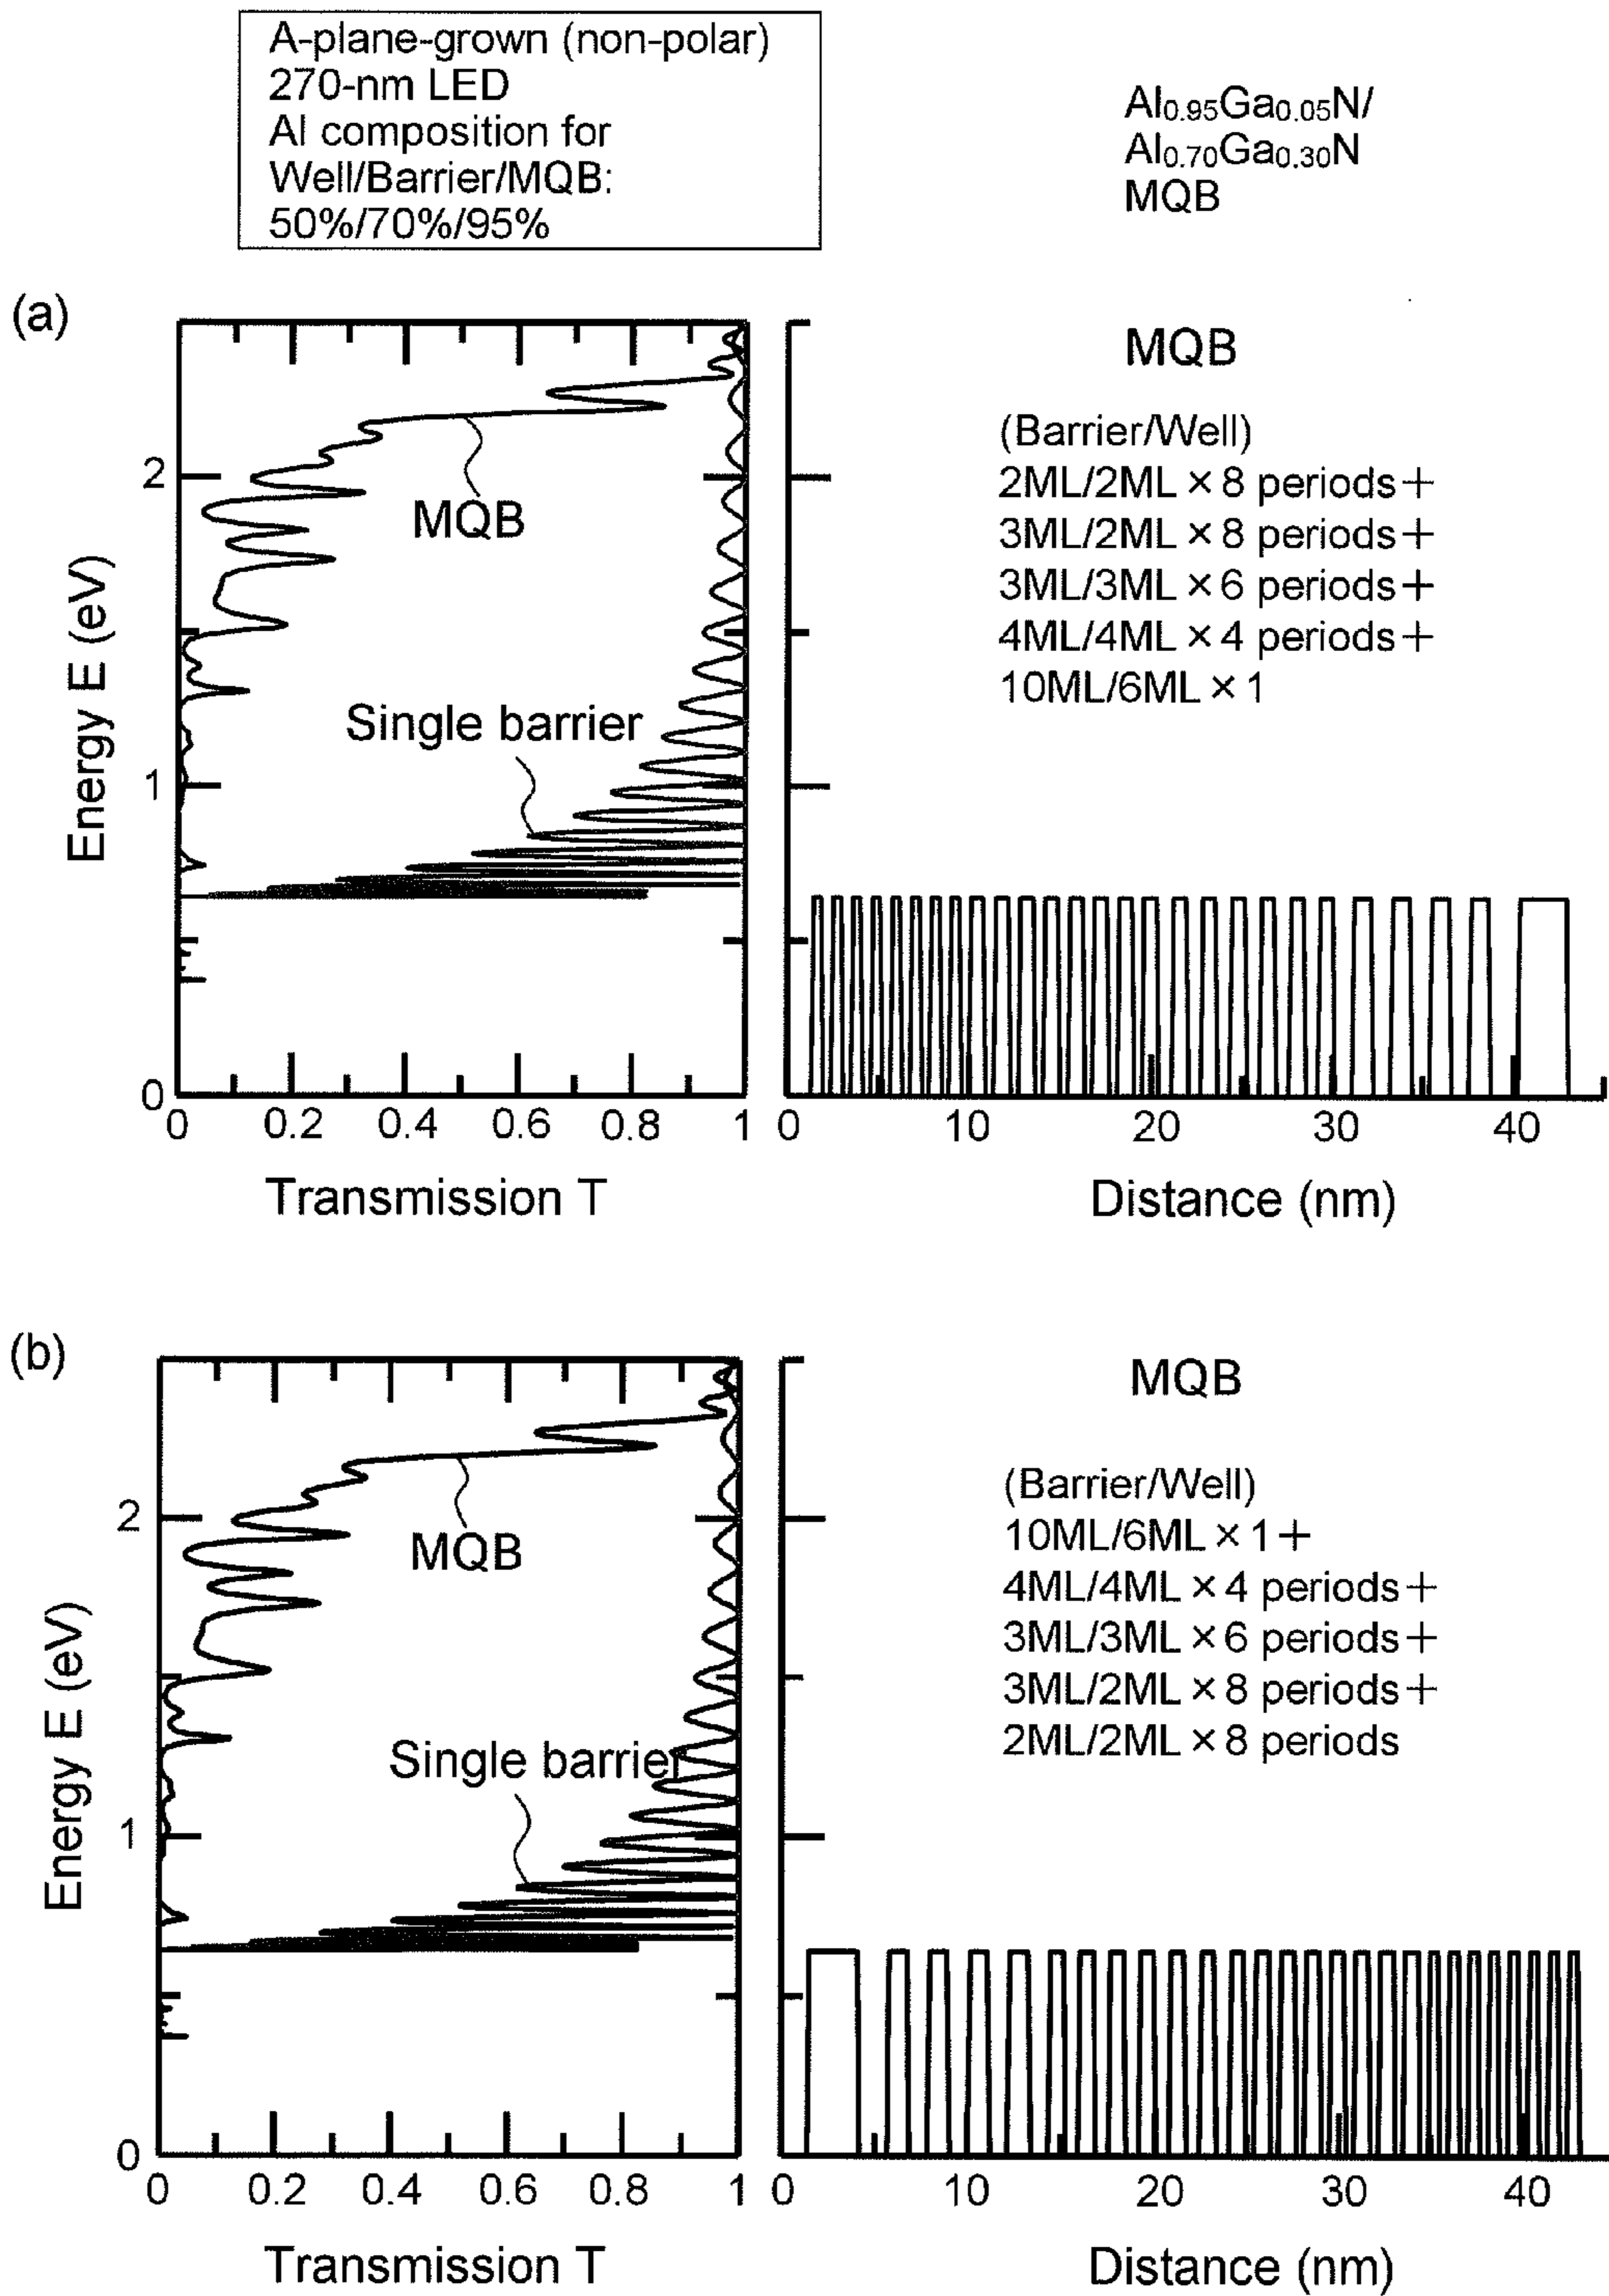 A-plane-grown (non-polar)
270-nm LED
Al composition for
Well/Barrier/MQB:
50%/70%/95%
Al0.95Ga0.05N/
Al0.70Ga0.30N
MQB
(a)
Energy E (eV)
2
1
0
MQB
Single barrier
0 0.2 0.4 0.6 0.8 1
Transmission T
MQB
(Barrier/Well)
2ML/2ML × 8 periods+
3ML/2ML × 8 periods+
3ML/3ML × 6 periods+
4ML/4ML × 4 periods+
10ML/6ML × 1
0 10 20 30 40
Distance (nm)
(b)
Energy E (eV)
2
1
0
MQB
Single barrier
0 0.2 0.4 0.6 0.8 1
Transmission T
MQB
(Barrier/Well)
10ML/6ML × 1+
4ML/4ML × 4 periods+
3ML/3ML × 6 periods+
3ML/2ML × 8 periods+
2ML/2ML × 8 periods
0 10 20 30 40
Distance (nm)